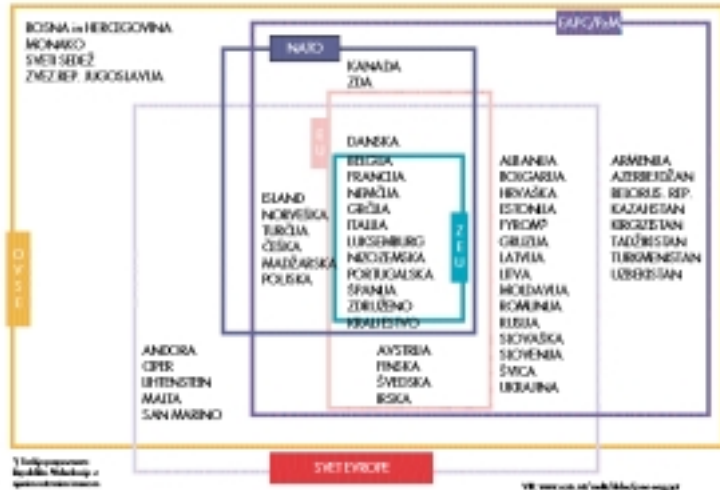 BOSNA in HERCEGOVINA
MONAKO
SVETI SEDEŽ
ZVEZ.REP. JUGOSLAVIJA
NATO
EAPC/PzM
KANADA
ZDA
EU
DANSKA
BELGIJA
FRANCIJA
NEMČIJA
GRČIJA
ITALIJA
LUKSEMBURG
NIZOZEMSKA
PORTUGALSKA
ŠPANIJA
ZDRUŽENO
KRALJESTVO
ZEU
ISLAND
NORVEŠKA
TURČIJA
ČEŠKA
MADŽARSKA
POLJSKA
ALBANIJA
BOLGARIJA
HRVAŠKA
ESTONIJA
FYROM*)
GRUZIJA
LATVIJA
LITVA
MOLDAVIJA
ROMUNIJA
RUSIJA
SLOVAŠKA
SLOVENIJA
ŠVICA
UKRAJINA
ARMENIJA
AZERBEJDŽAN
BELORUS. REP.
KAZAHSTAN
KIRGIZISTAN
TADŽIKISTAN
TURKMENISTAN
UZBEKISTAN
OVSE
ANDORA
CIPER
LIHTENSTEIN
MALTA
SAN MARINO
AVSTRIJA
FINSKA
ŠVEDSKA
IRSKA
SVET EVROPE